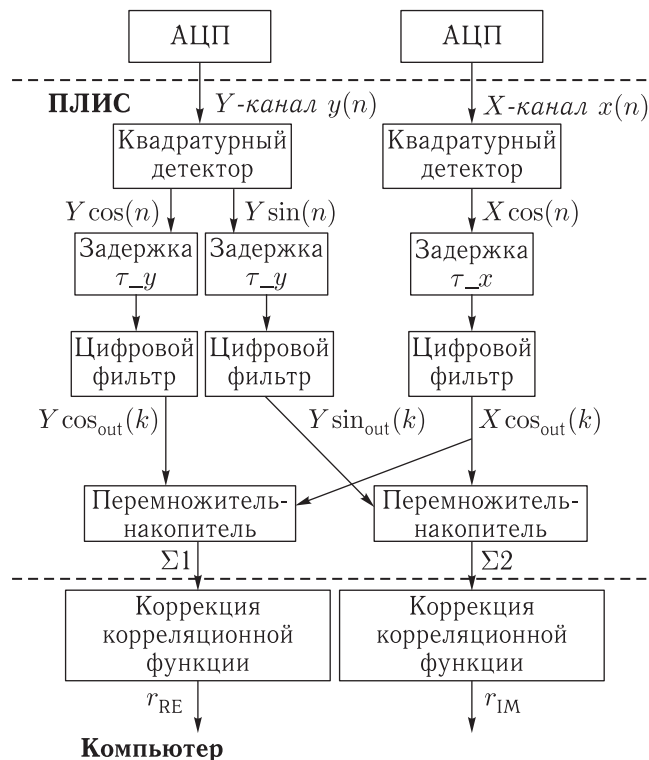 АЦП
АЦП
ПЛИС
Y-канал y(n)
X-канал x(n)
Квадратурный
детектор
Квадратурный
детектор
Y cos(n)
Y sin(n)
X cos(n)
Задержка
τ_y
Задержка
τ_y
Задержка
τ_x
Цифровой
фильтр
Цифровой
фильтр
Цифровой
фильтр
Y cos_out(k)
Y sin_out(k)
X cos_out(k)
Перемножитель-
накопитель
Перемножитель-
накопитель
Σ1
Σ2
Коррекция
корреляционной
функции
Коррекция
корреляционной
функции
r_RE
r_IM
Компьютер